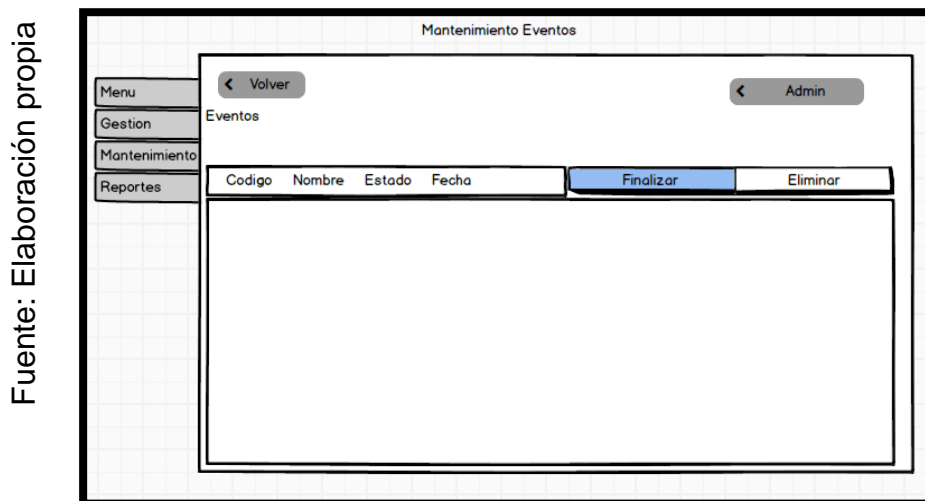 Fuente: Elaboración propia
Mantenimiento Eventos
Volver
Admin
Menu
Gestion
Mantenimiento
Reportes
Eventos
Codigo Nombre Estado Fecha Finalizar Eliminar